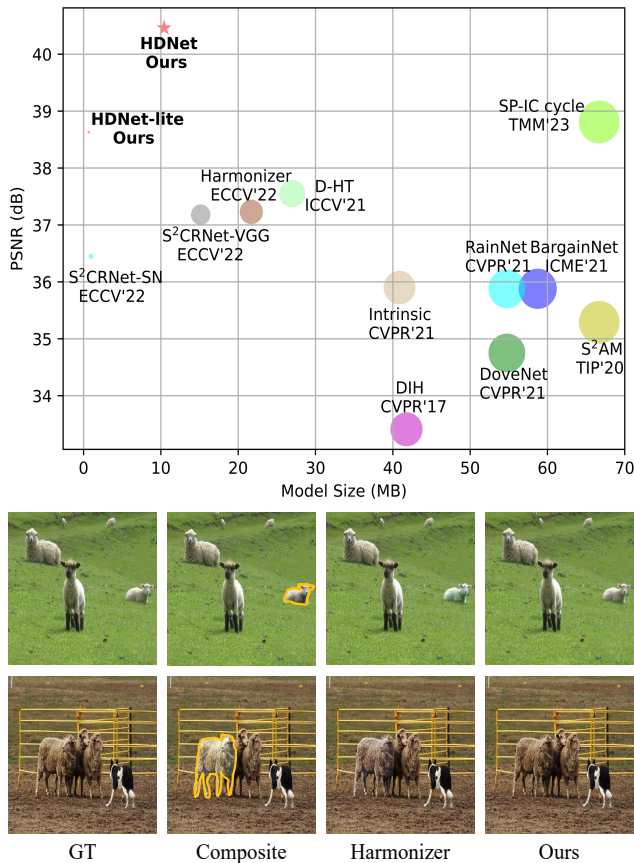 40
39
38
37
36
35
34
PSNR (dB)
HDNet
Ours
HDNet-lite
Ours
SP-IC cycle
TMM'23
Harmonizer
ECCV'22
D-HT
ICCV'21
S²CRNet-VGG
ECCV'22
S²CRNet-SN
ECCV'22
RainNet
CVPR'21
BargainNet
ICME'21
Intrinsic
CVPR'21
S²AM
TIP'20
DoveNet
CVPR'21
DIH
CVPR'17
0 10 20 30 40 50 60 70
Model Size (MB)
GT Composite Harmonizer Ours